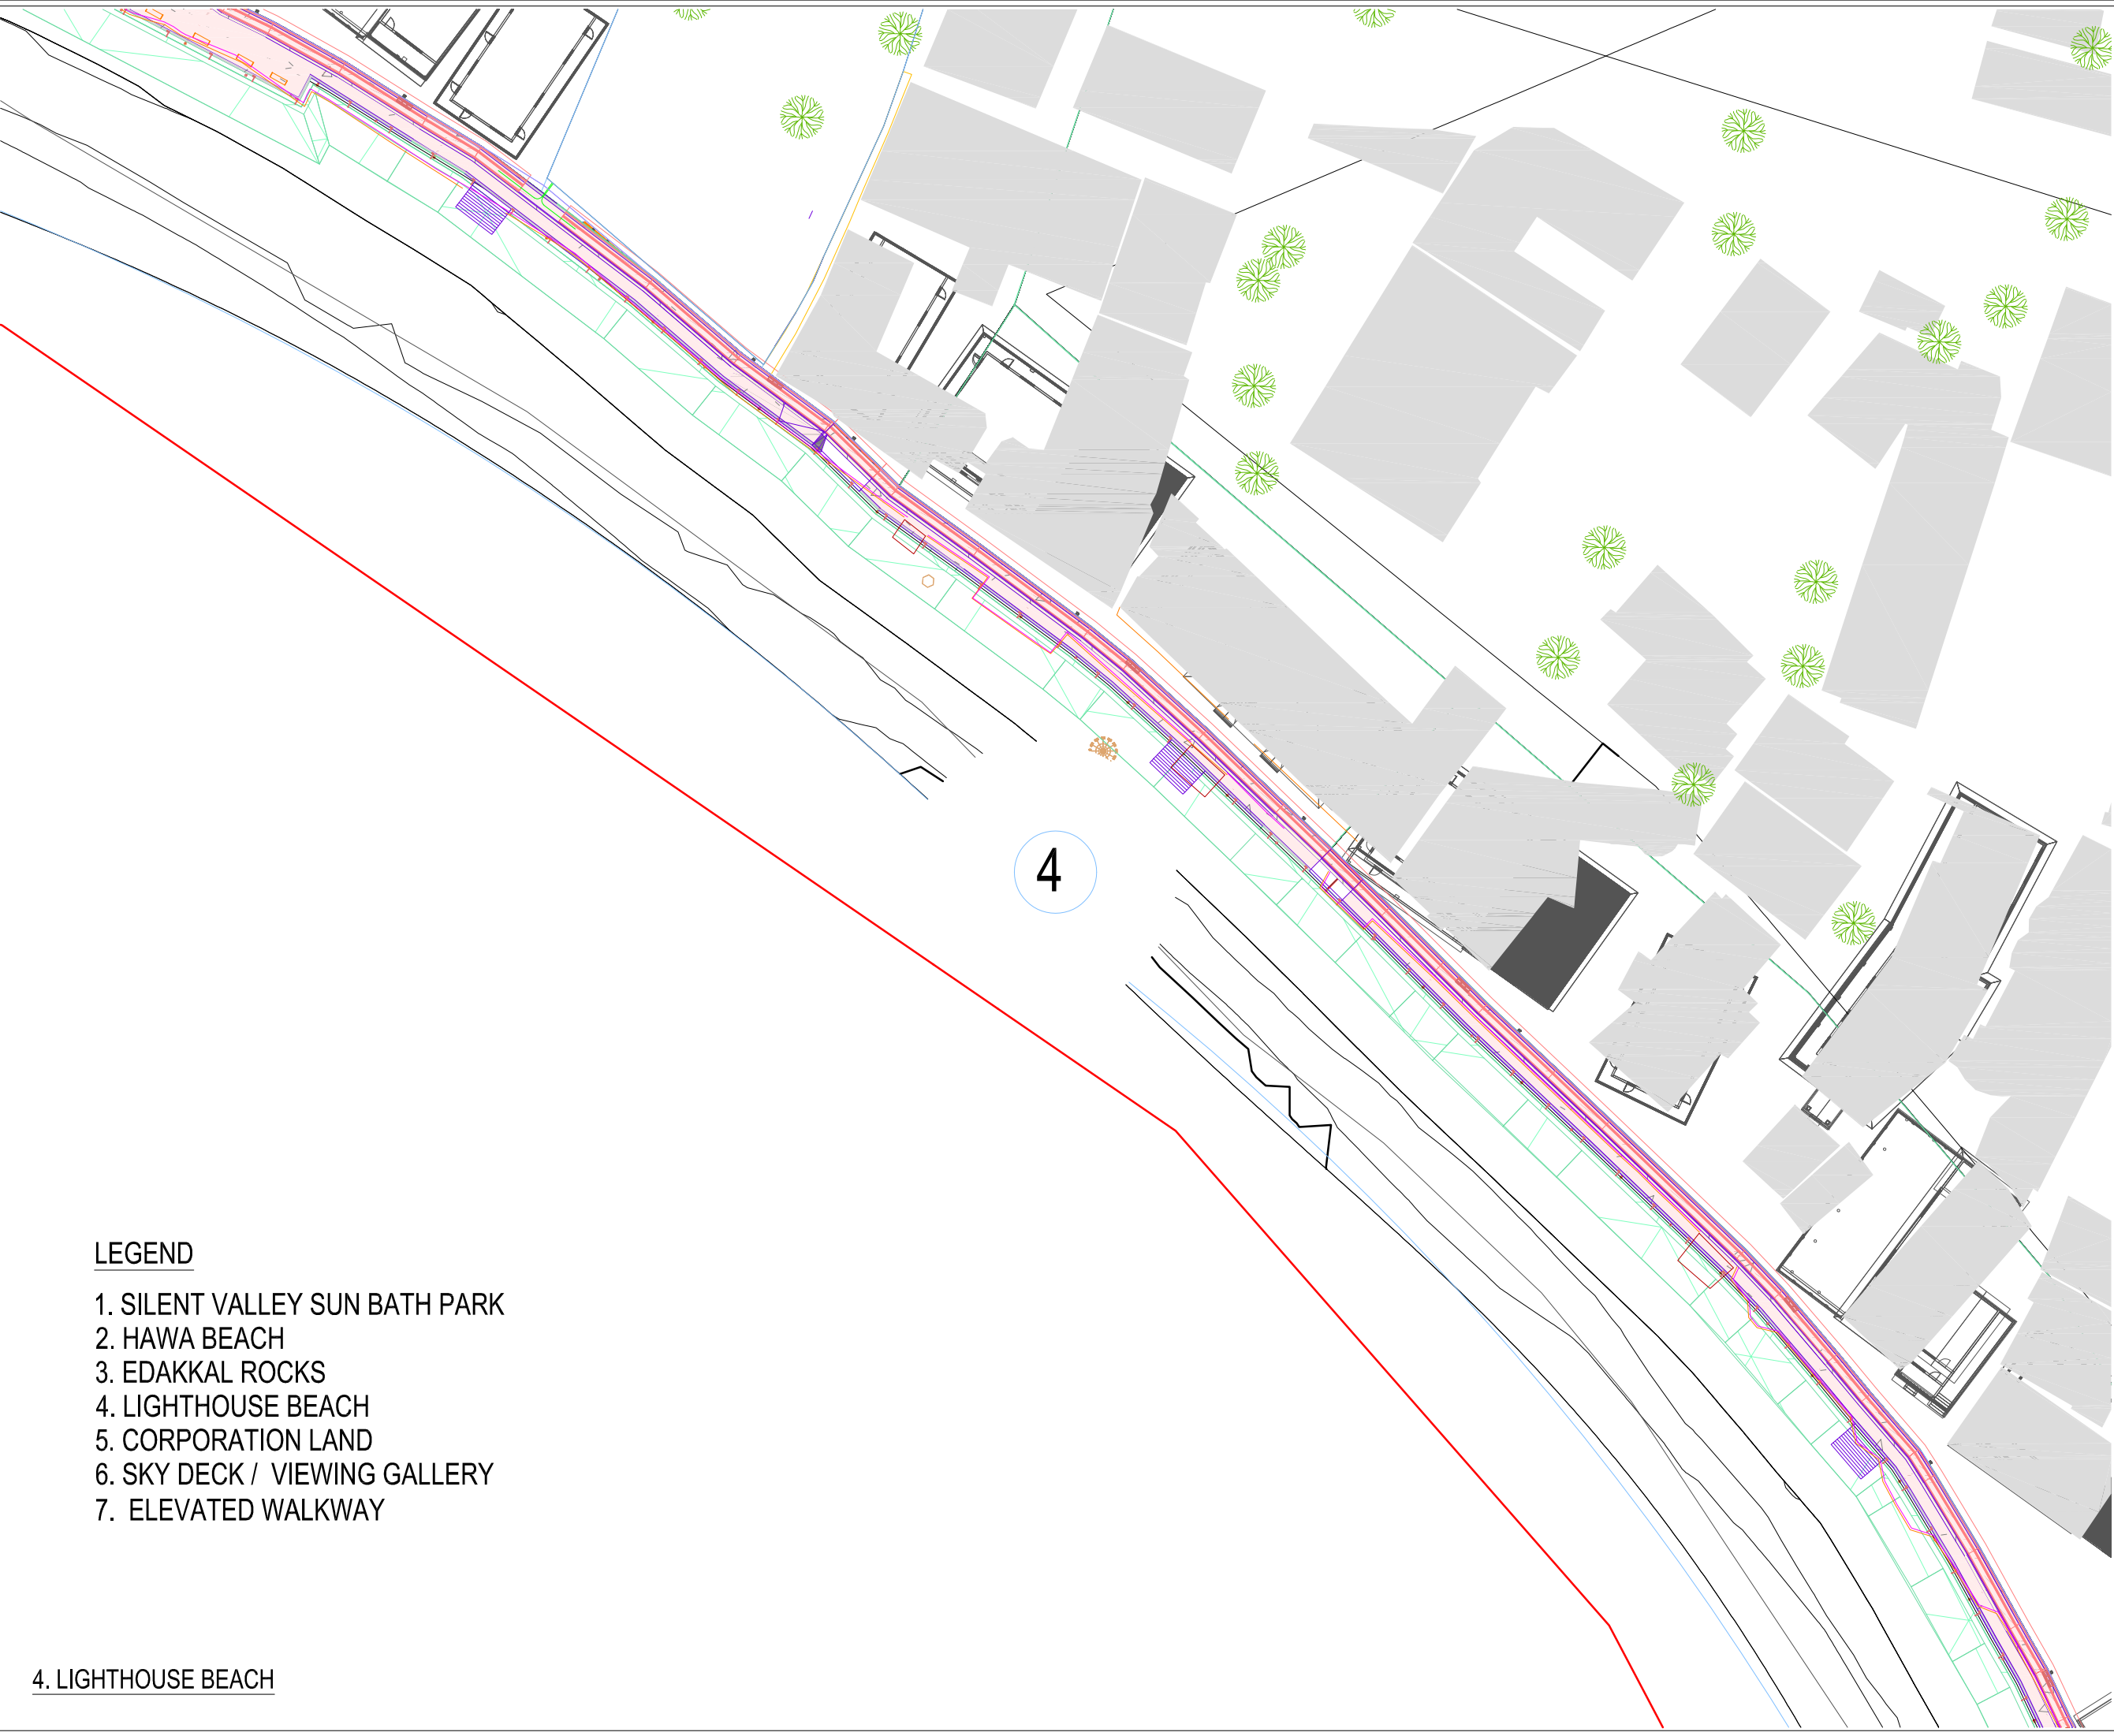 4
LEGEND
1. SILENT VALLEY SUN BATH PARK
2. HAWA BEACH
3. EDAKKAL ROCKS
4. LIGHTHOUSE BEACH
5. CORPORATION LAND
6. SKY DECK / VIEWING GALLERY
7. ELEVATED WALKWAY
4. LIGHTHOUSE BEACH